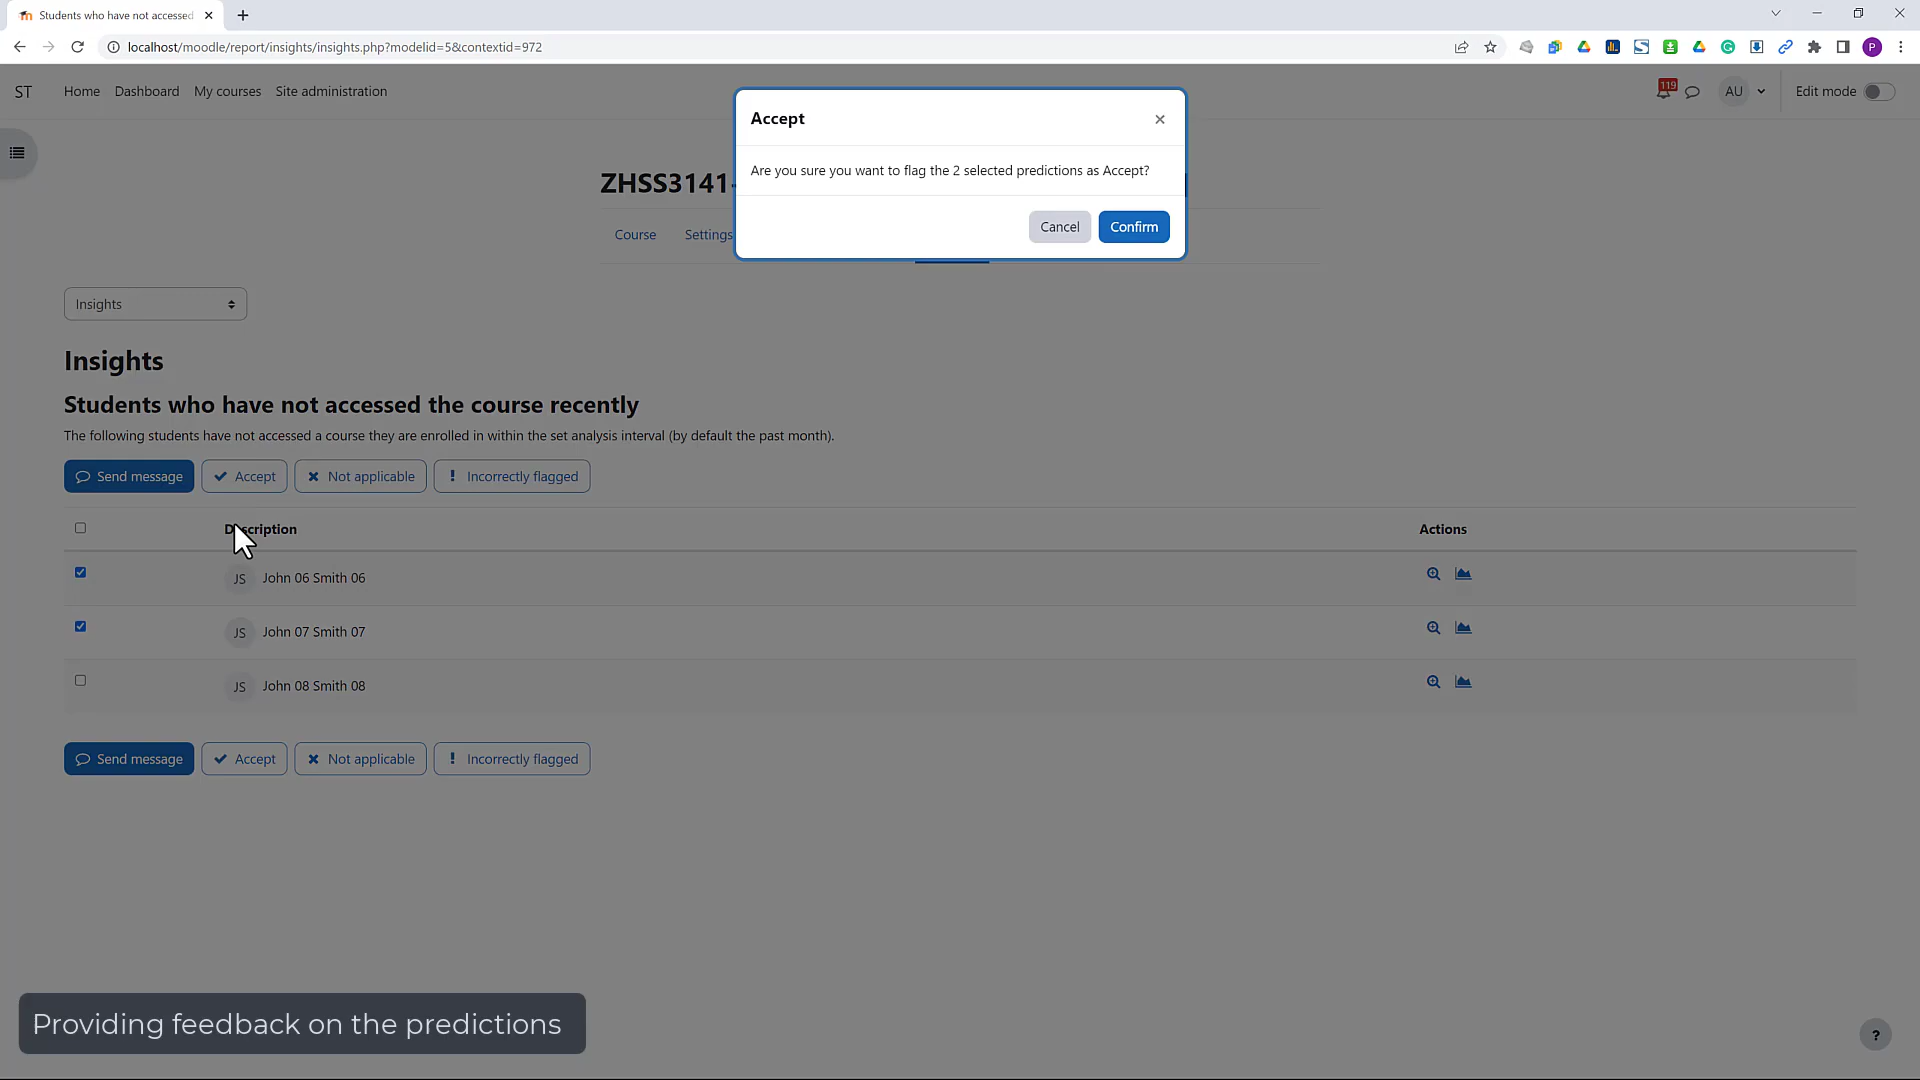 Students who have not accessed
localhost/moodle/report/insights/insights.php?modelid=5&contextid=972
P
ST
Home
Dashboard
My courses
Site administration
119
AU
Edit mode
Accept
Are you sure you want to flag the 2 selected predictions as Accept?
Cancel
Confirm
ZHSS3141-
Course
Settings
Insights
Insights
Students who have not accessed the course recently
The following students have not accessed a course they are enrolled in within the set analysis interval (by default the past month).
Send message
Accept
Not applicable
Incorrectly flagged
Description
Actions
JS John 06 Smith 06
JS John 07 Smith 07
JS John 08 Smith 08
Send message
Accept
Not applicable
Incorrectly flagged
Providing feedback on the predictions
?